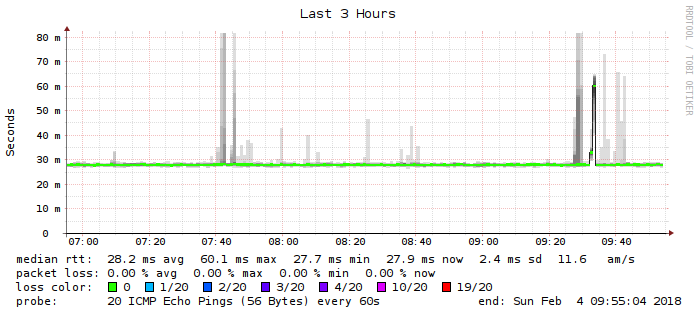 Last 3 Hours
RRDTOOL / TOBI OETIKER
Seconds
80 m
70 m
60 m
50 m
40 m
30 m
20 m
10 m
0
07:00 07:20 07:40 08:00 08:20 08:40 09:00 09:20 09:40
median rtt: 28.2 ms avg 60.1 ms max 27.7 ms min 27.9 ms now 2.4 ms sd 11.6 am/s
packet loss: 0.00 % avg 0.00 % max 0.00 % min 0.00 % now
loss color: 0 1/20 2/20 3/20 4/20 10/20 19/20
probe: 20 ICMP Echo Pings (56 Bytes) every 60s end: Sun Feb 4 09:55:04 2018